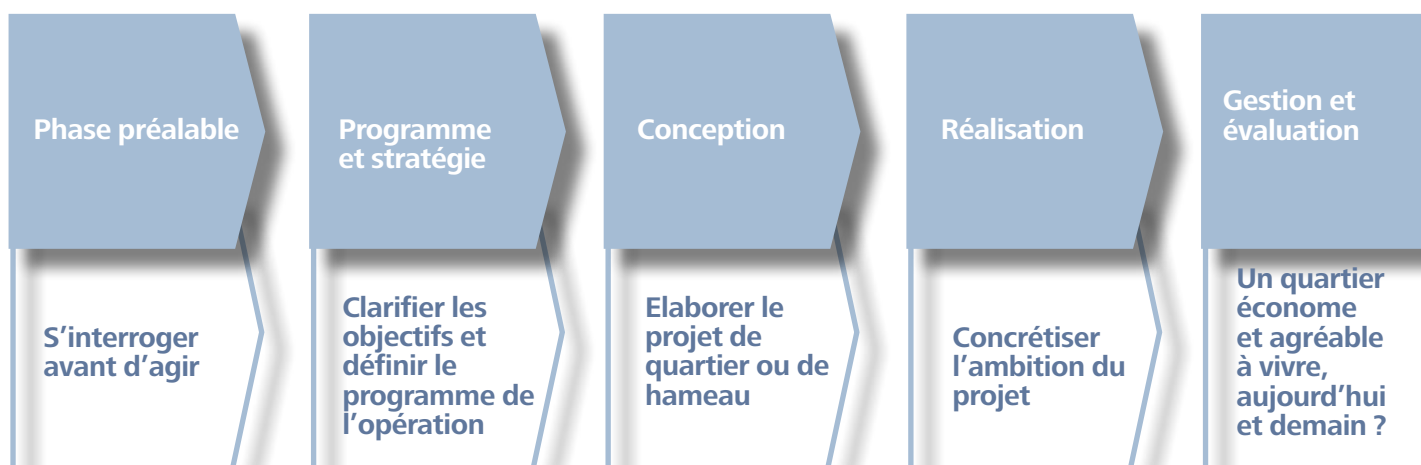 Phase préalable
Programme
et stratégie
Conception
Réalisation
Gestion et
évaluation
S’interroger
avant d’agir
Clarifier les
objectifs et
définir le
programme de
l’opération
Elaborer le
projet de
quartier ou de
hameau
Concrétiser
l’ambition du
projet
Un quartier
économe
et agréable
à vivre,
aujourd’hui
et demain ?